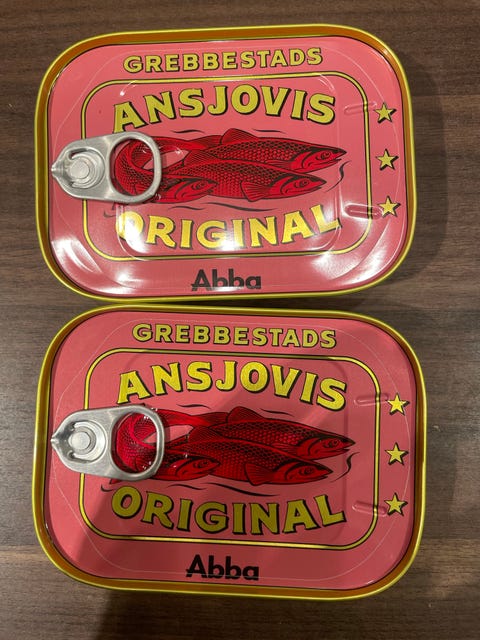 GREBBESTADS
ANSJOVIS
ORIGINAL
Abba
GREBBESTADS
ANSJOVIS
ORIGINAL
Abba